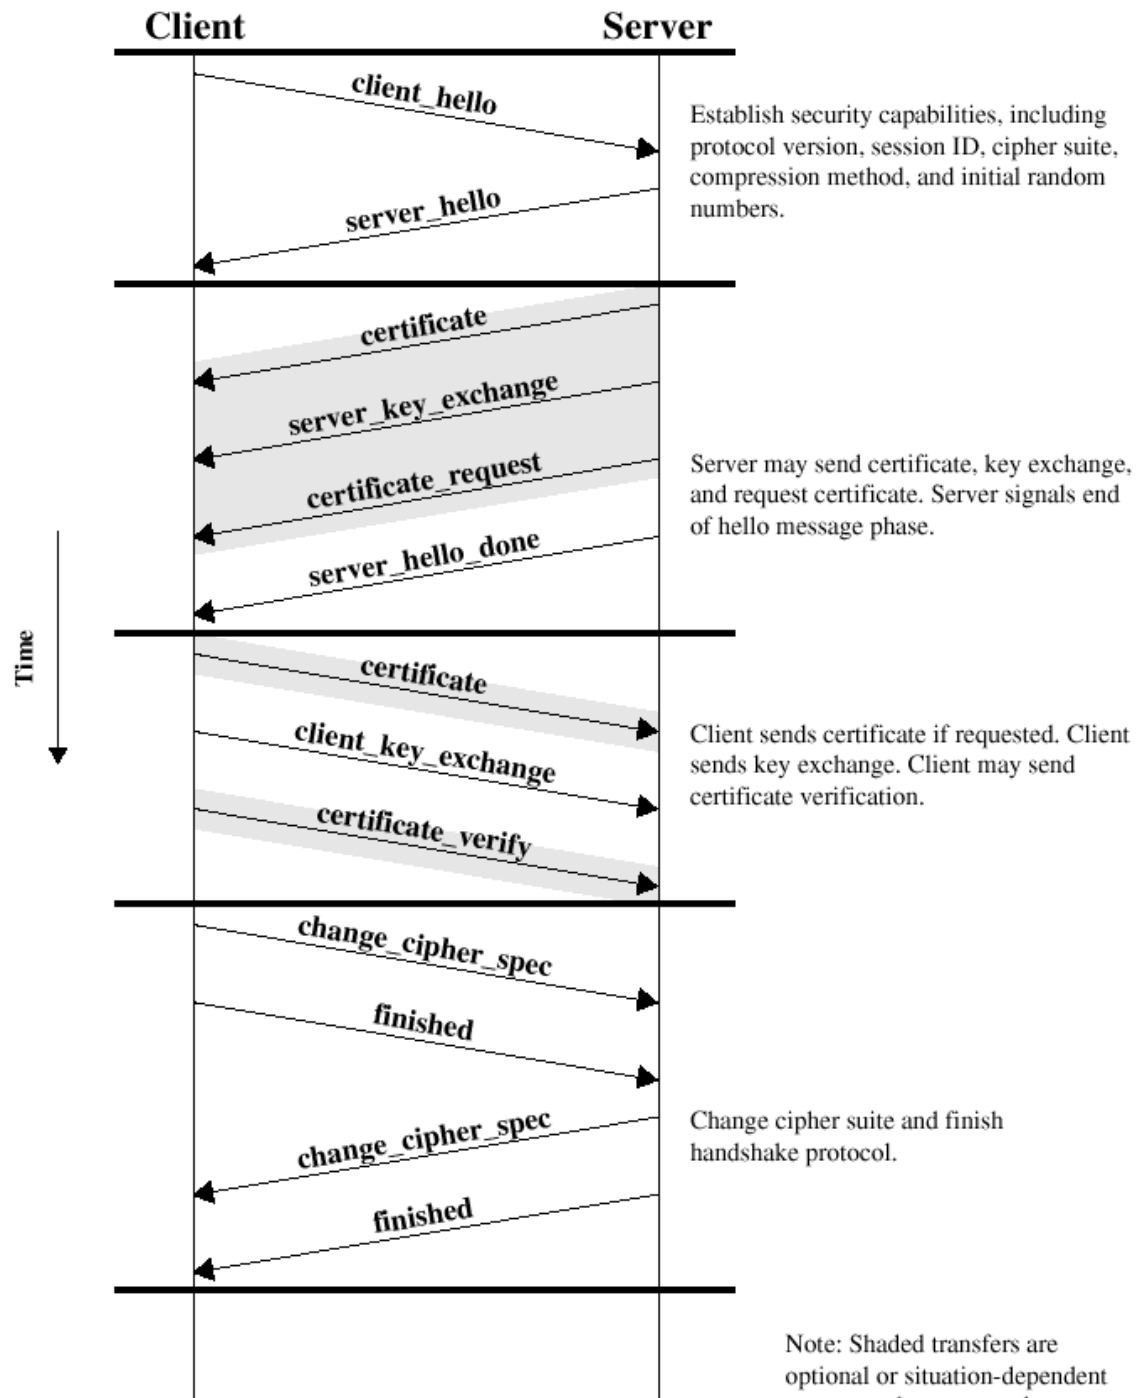 Client
Server
client_hello
Establish security capabilities, including
protocol version, session ID, cipher suite,
compression method, and initial random
numbers.
server_hello
certificate
server_key_exchange
certificate_request
Server may send certificate, key exchange,
and request certificate. Server signals end
of hello message phase.
server_hello_done
Time
certificate
client_key_exchange
Client sends certificate if requested. Client
sends key exchange. Client may send
certificate verification.
certificate_verify
change_cipher_spec
finished
change_cipher_spec
Change cipher suite and finish
handshake protocol.
finished
Note: Shaded transfers are
optional or situation-dependent